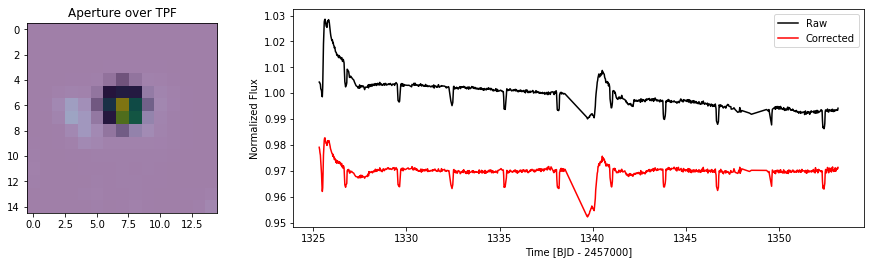 Aperture over TPF
0
2
4
6
8
10
12
14
0.0 2.5 5.0 7.5 10.0 12.5
Normalized Flux
1.03
1.02
1.01
1.00
0.99
0.98
0.97
0.96
0.95
Raw
Corrected
1325 1330 1335 1340 1345 1350
Time [BJD - 2457000]